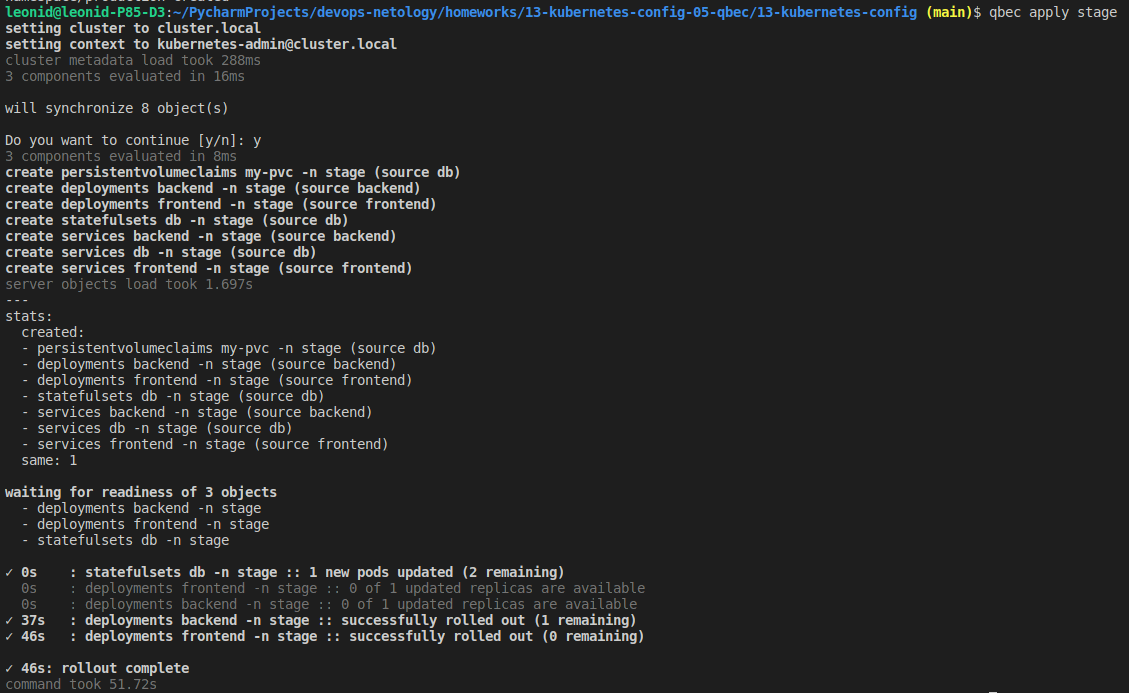 leonid@leonid-P85-D3:~/PycharmProjects/devops-netology/homeworks/13-kubernetes-config-05-qbec/13-kubernetes-config (main)$ qbec apply stage
setting cluster to cluster.local
setting context to kubernetes-admin@cluster.local
cluster metadata load took 288ms
3 components evaluated in 16ms

will synchronize 8 object(s)

Do you want to continue [y/n]: y
3 components evaluated in 8ms
create persistentvolumeclaims my-pvc -n stage (source db)
create deployments backend -n stage (source backend)
create deployments frontend -n stage (source frontend)
create statefulsets db -n stage (source db)
create services backend -n stage (source backend)
create services db -n stage (source db)
create services frontend -n stage (source frontend)
server objects load took 1.697s
---
stats:
  created:
  - persistentvolumeclaims my-pvc -n stage (source db)
  - deployments backend -n stage (source backend)
  - deployments frontend -n stage (source frontend)
  - statefulsets db -n stage (source db)
  - services backend -n stage (source backend)
  - services db -n stage (source db)
  - services frontend -n stage (source frontend)
  same: 1

waiting for readiness of 3 objects
  - deployments backend -n stage
  - deployments frontend -n stage
  - statefulsets db -n stage

✓ 0s    : statefulsets db -n stage :: 1 new pods updated (2 remaining)
  0s    : deployments frontend -n stage :: 0 of 1 updated replicas are available
  0s    : deployments backend -n stage :: 0 of 1 updated replicas are available
✓ 37s   : deployments backend -n stage :: successfully rolled out (1 remaining)
✓ 46s   : deployments frontend -n stage :: successfully rolled out (0 remaining)

✓ 46s: rollout complete
command took 51.72s